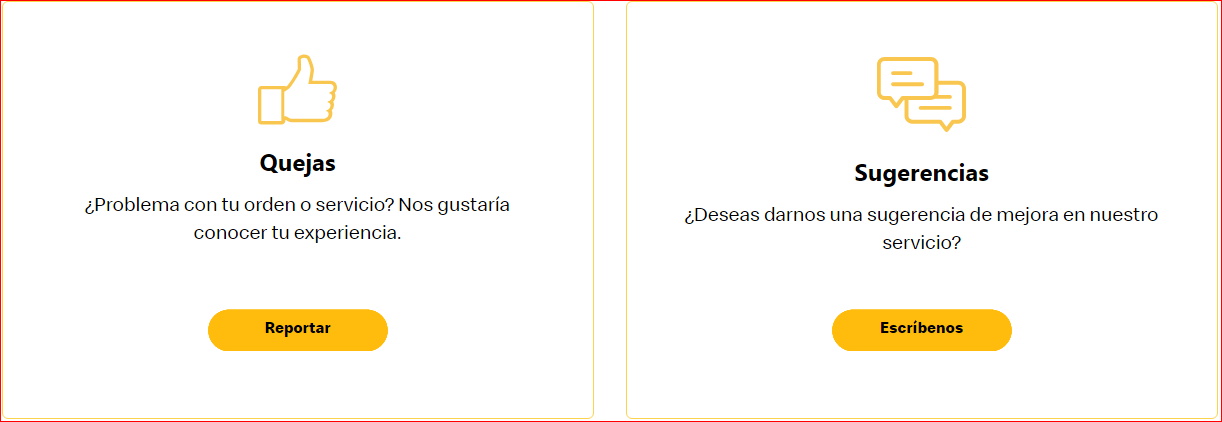 Quejas
¿Problema con tu orden o servicio? Nos gustaría
conocer tu experiencia.
Reportar
Sugerencias
¿Deseas darnos una sugerencia de mejora en nuestro
servicio?
Escríbenos